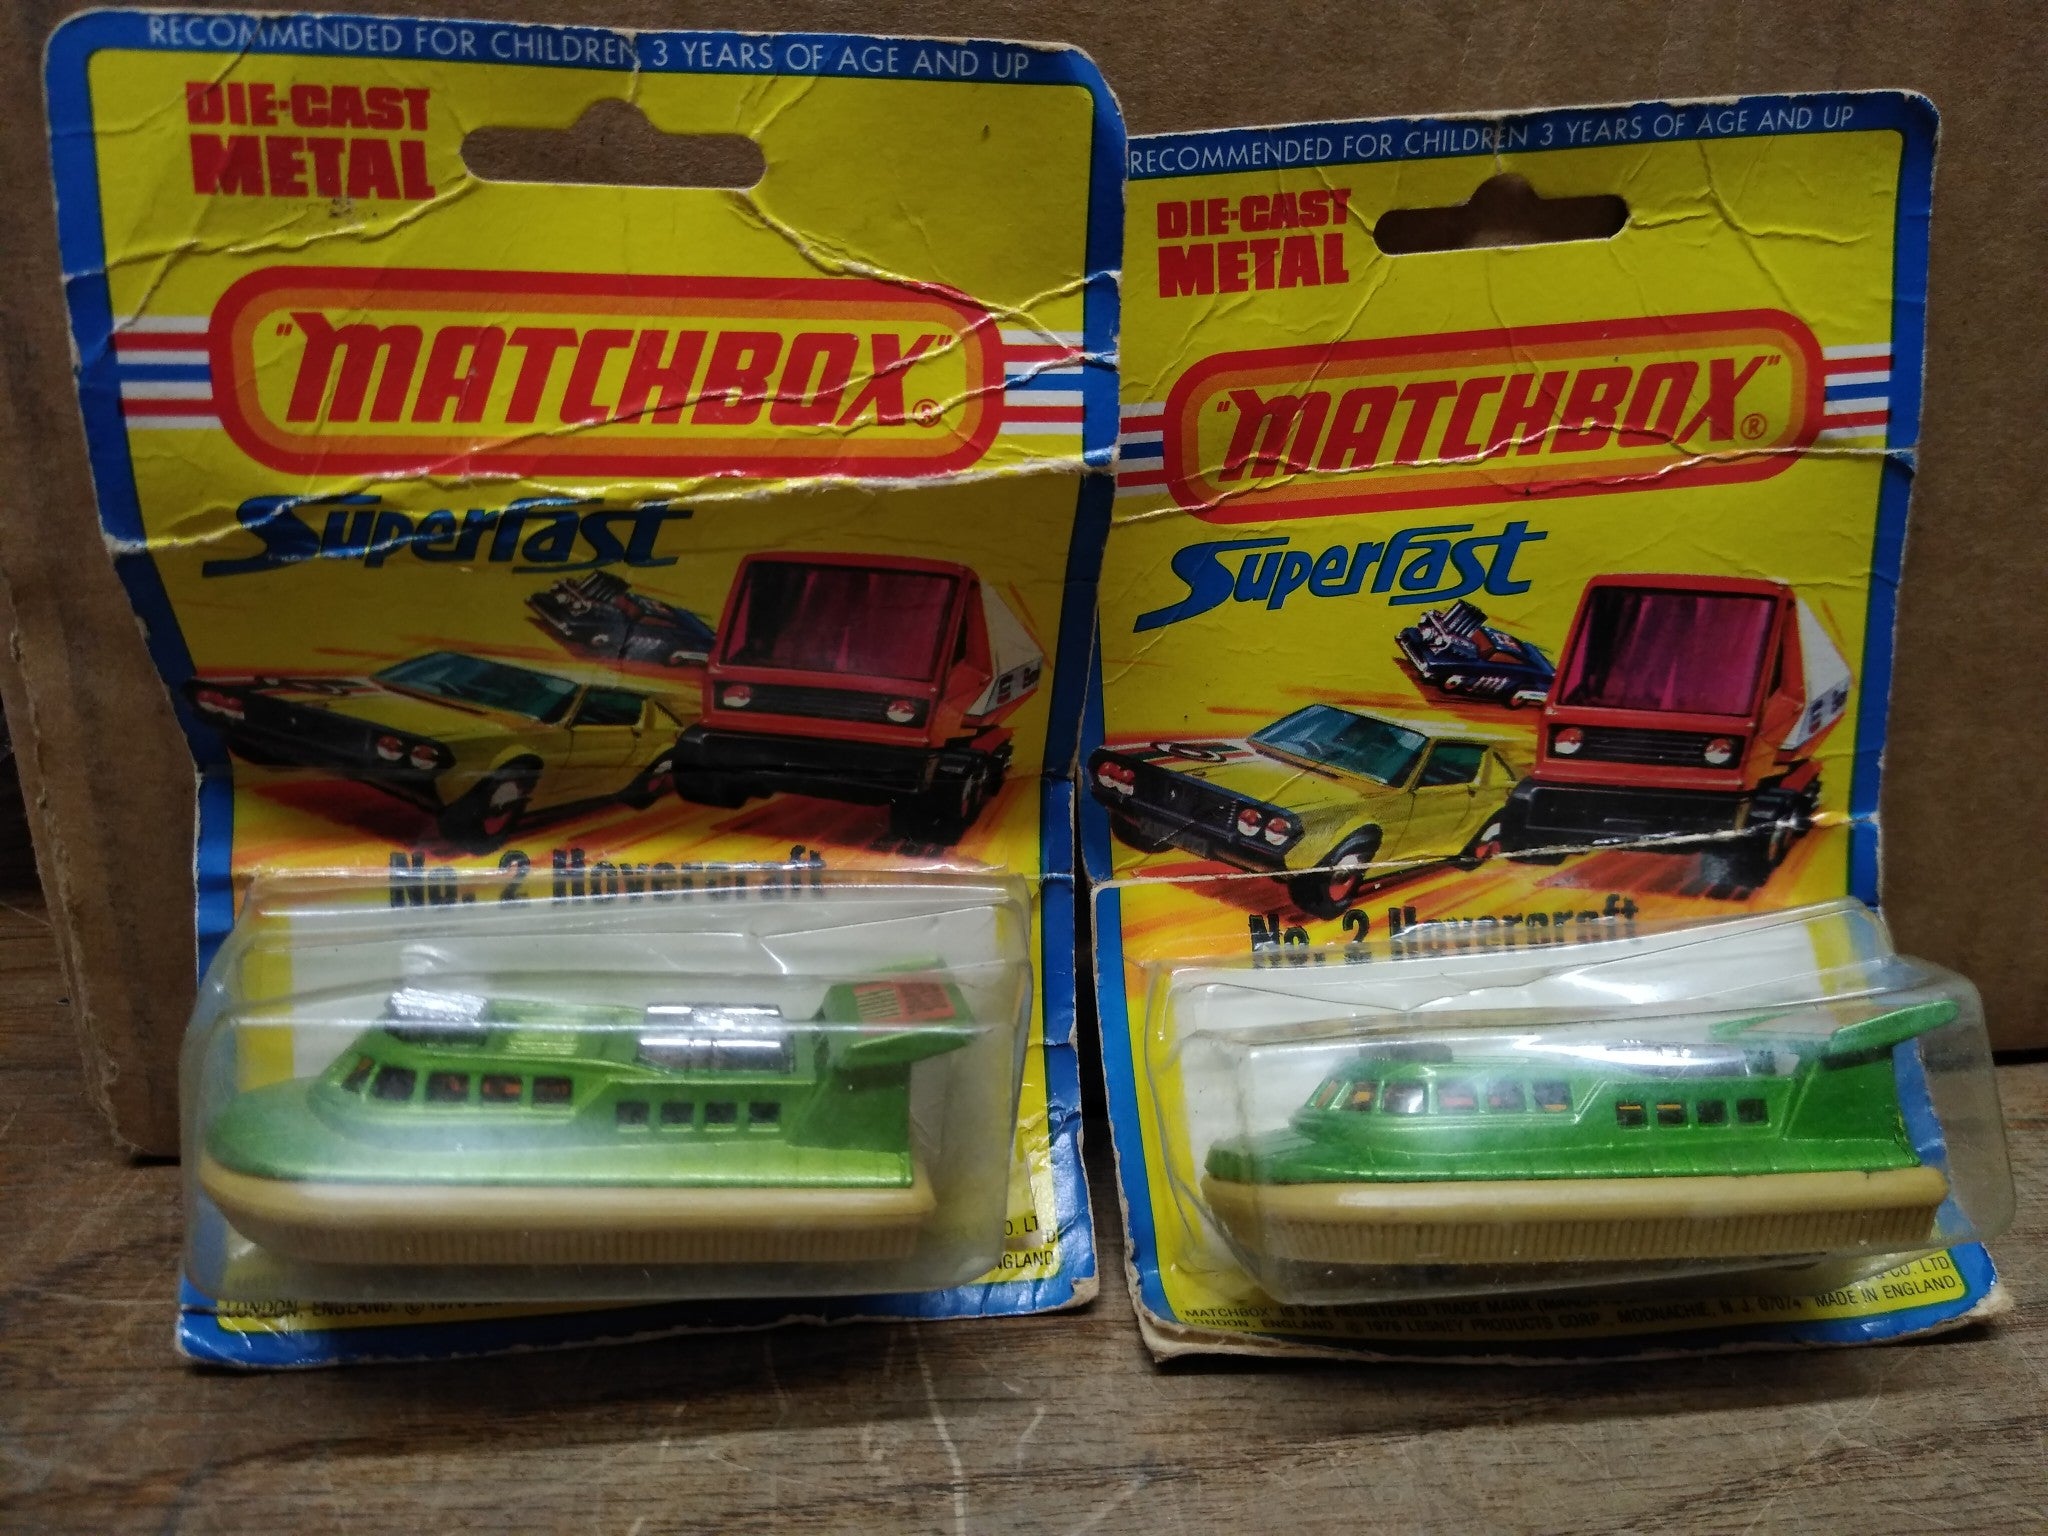 RECOMMENDED FOR CHILDREN 3 YEARS OF AGE AND UP
DIE-CAST
METAL
"MATCHBOX"®
Superfast
No. 2 Hovercraft
O. LTD
NGLAND
LONDON, ENGLAND. ©
RECOMMENDED FOR CHILDREN 3 YEARS OF AGE AND UP
DIE-CAST
METAL
"MATCHBOX"®
Superfast
No. 2 Hovercraft
& CO. LTD
'MATCHBOX' IS THE REGISTERED TRADE MARK MADE IN ENGLAND
LONDON, ENGLAND © 1976 LESNEY PRODUCTS CORP. MOONACHIE, N. J. 07074